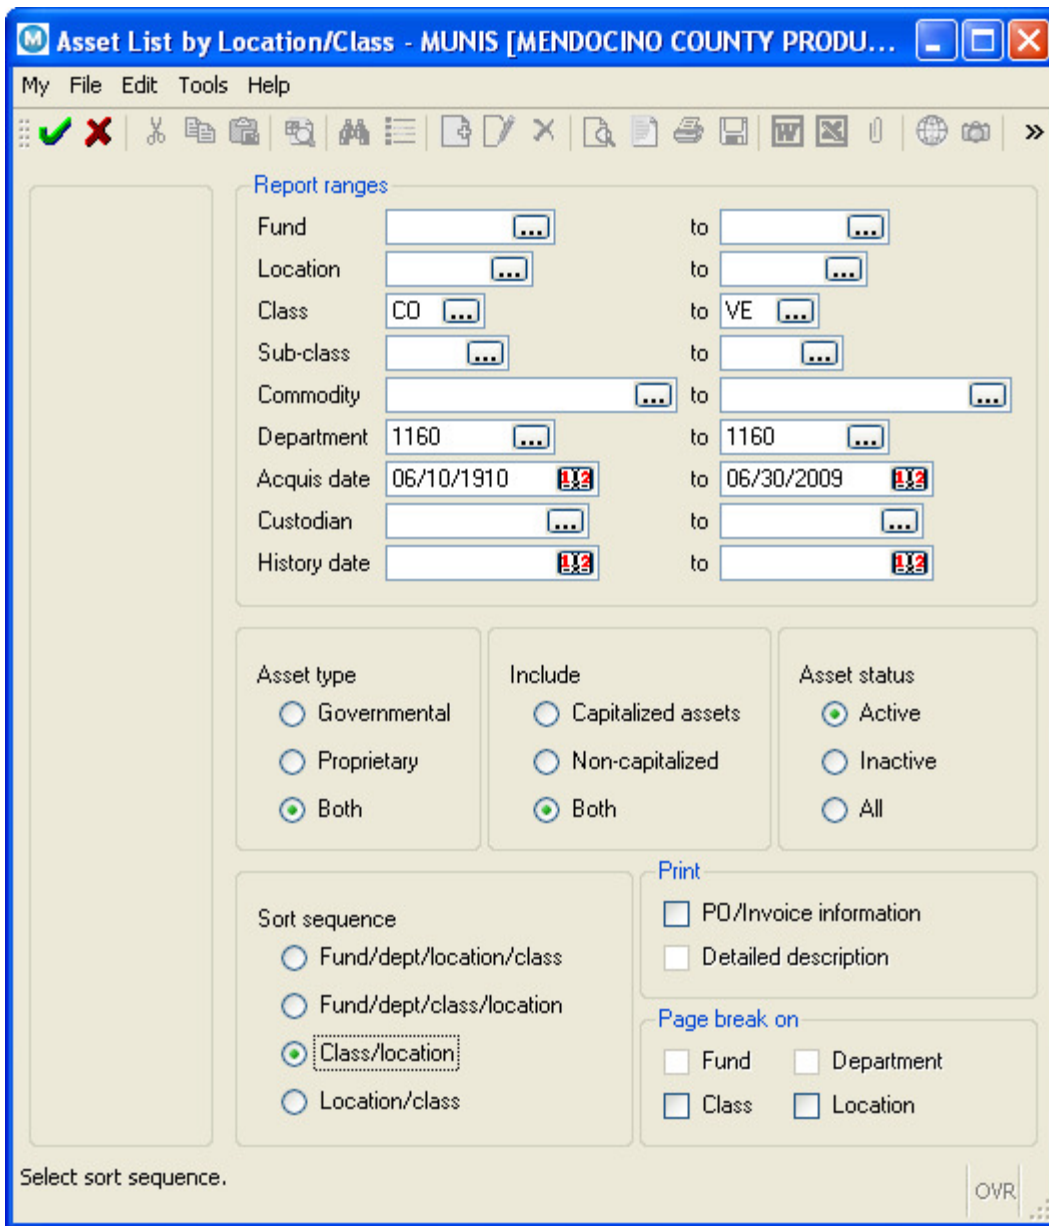 Asset List by Location/Class - MUNIS [MENDOCINO COUNTY PRODU...
My File Edit Tools Help
Report ranges
Fund ... to ...
Location ... to ...
Class CO ... to VE ...
Sub-class ... to ...
Commodity ... to ...
Department 1160 ... to 1160 ...
Acquis date 06/10/1910 to 06/30/2009
Custodian ... to ...
History date to
Asset type Include Asset status
Governmental Capitalized assets Active
Proprietary Non-capitalized Inactive
Both Both All
Sort sequence
Fund/dept/location/class
Fund/dept/class/location
Class/location
Location/class
Print
PO/Invoice information
Detailed description
Page break on
Fund Department
Class Location
Select sort sequence.
OVR